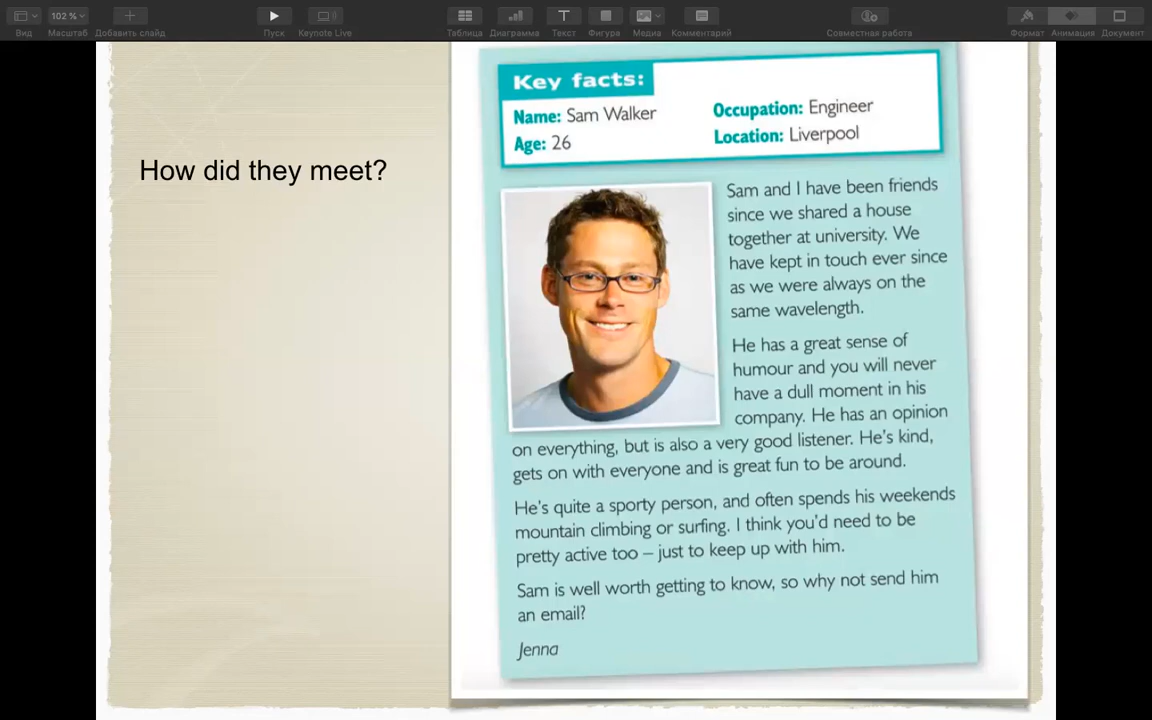 102 %
Вид
Масштаб
Добавить слайд
Пуск
Keynote Live
Таблица
Диаграмма
Текст
Фигура
Медиа
Комментарий
Совместная работа
Формат
Анимация
Документ
How did they meet?
Key facts:
Name: Sam Walker
Age: 26
Occupation: Engineer
Location: Liverpool
Sam and I have been friends
since we shared a house
together at university. We
have kept in touch ever since
as we were always on the
same wavelength.
He has a great sense of
humour and you will never
have a dull moment in his
company. He has an opinion
on everything, but is also a very good listener. He's kind,
gets on with everyone and is great fun to be around.
He's quite a sporty person, and often spends his weekends
mountain climbing or surfing. I think you'd need to be
pretty active too – just to keep up with him.
Sam is well worth getting to know, so why not send him
an email?
Jenna